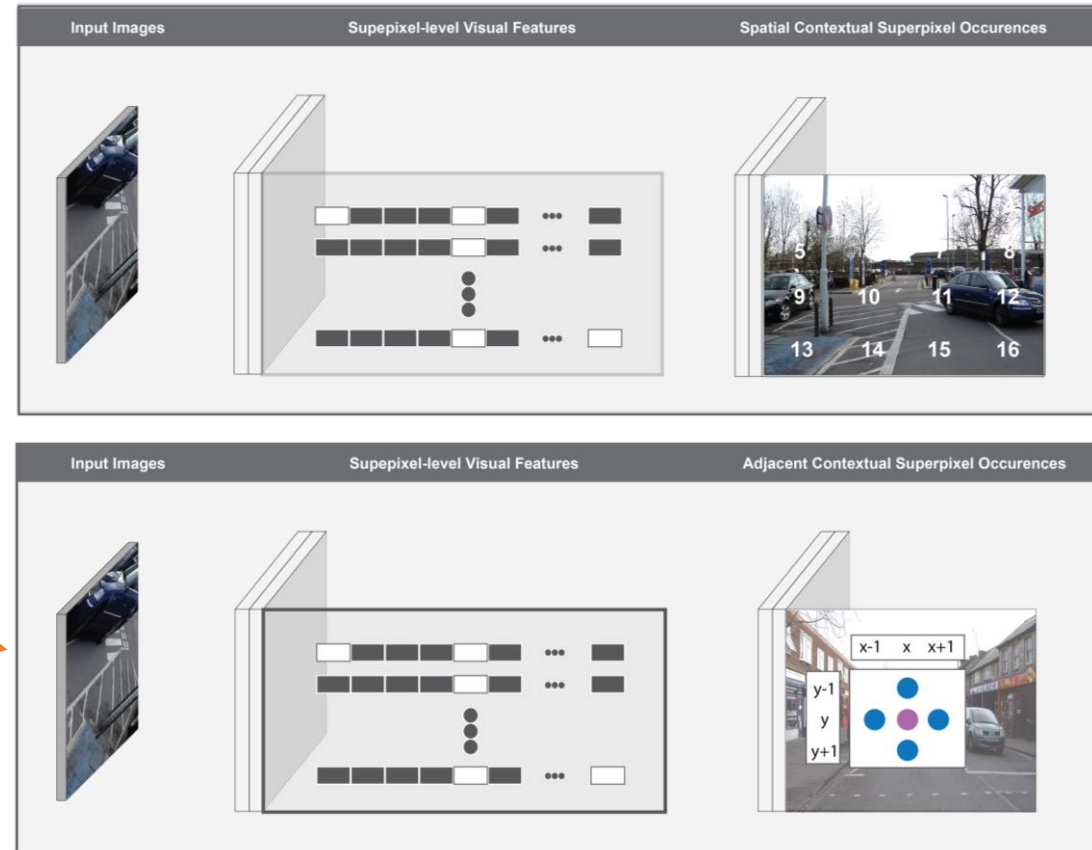 Input Images
Supepixel-level Visual Features
Spatial Contextual Superpixel Occurences
5
8
9
10
11
12
13
14
15
16
Input Images
Supepixel-level Visual Features
Adjacent Contextual Superpixel Occurences
x-1 x x+1
y-1
y
y+1